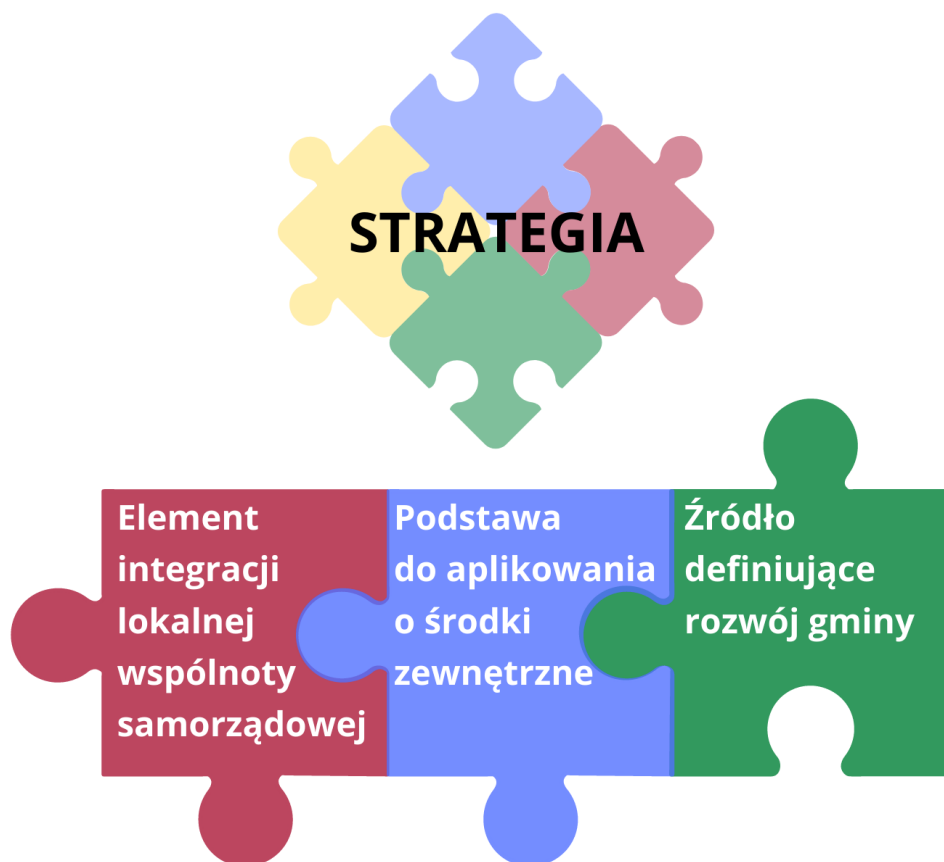 STRATEGIA
Element
integracji
lokalnej
wspólnoty
samorządowej
Podstawa
do aplikowania
o środki
zewnętrzne
Źródło
definiujące
rozwój gminy